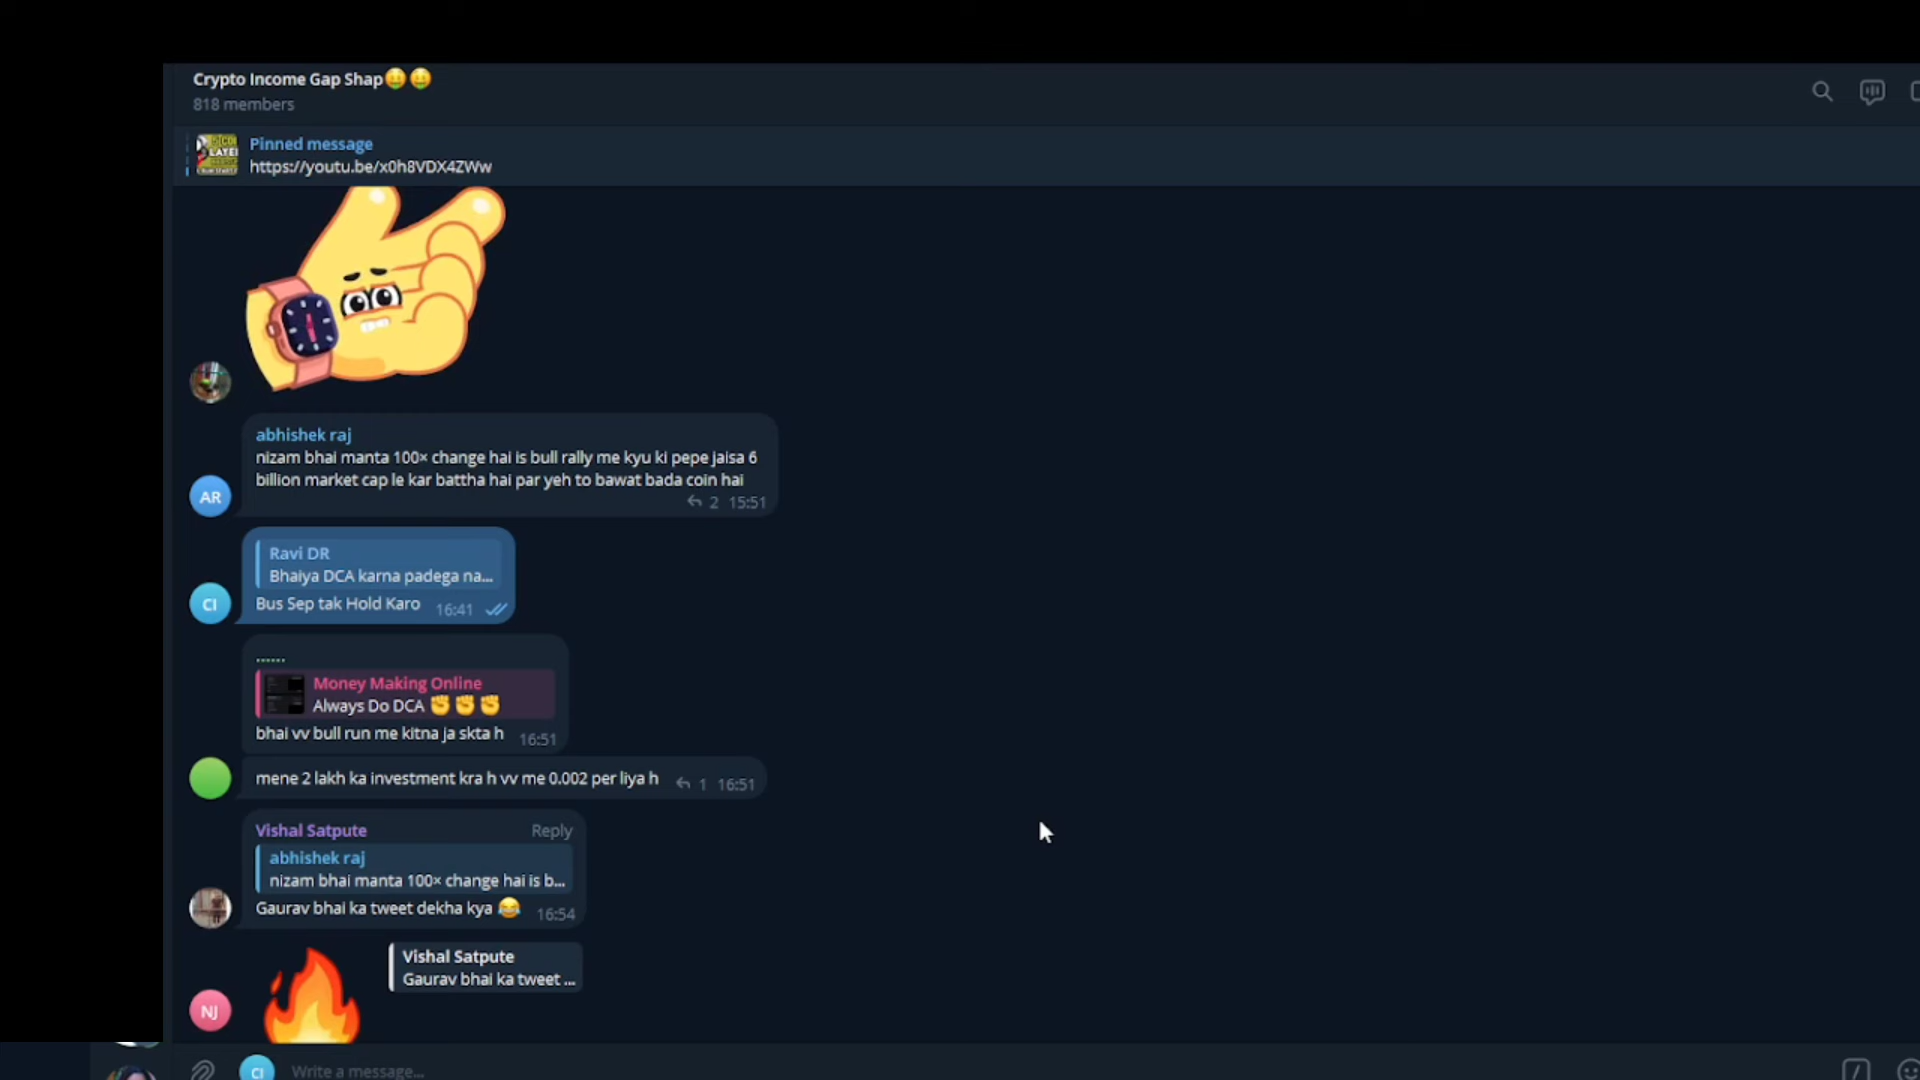 Crypto Income Gap Shap🤑🤑
818 members
Pinned message
https://youtu.be/x0h8VDX4ZWw
abhishek raj
nizam bhai manta 100× change hai is bull rally me kyu ki pepe jaisa 6
billion market cap le kar battha hai par yeh to bawat bada coin hai
2 15:51
AR
Ravi DR
Bhaiya DCA karna padega na...
Bus Sep tak Hold Karo 16:41
CI
......
Money Making Online
Always Do DCA ✊✊✊
bhai vv bull run me kitna ja skta h 16:51
mene 2 lakh ka investment kra h vv me 0.002 per liya h 1 16:51
Vishal Satpute Reply
abhishek raj
nizam bhai manta 100× change hai is b...
Gaurav bhai ka tweet dekha kya 😂 16:54
Vishal Satpute
Gaurav bhai ka tweet ...
NJ
CI Write a message...